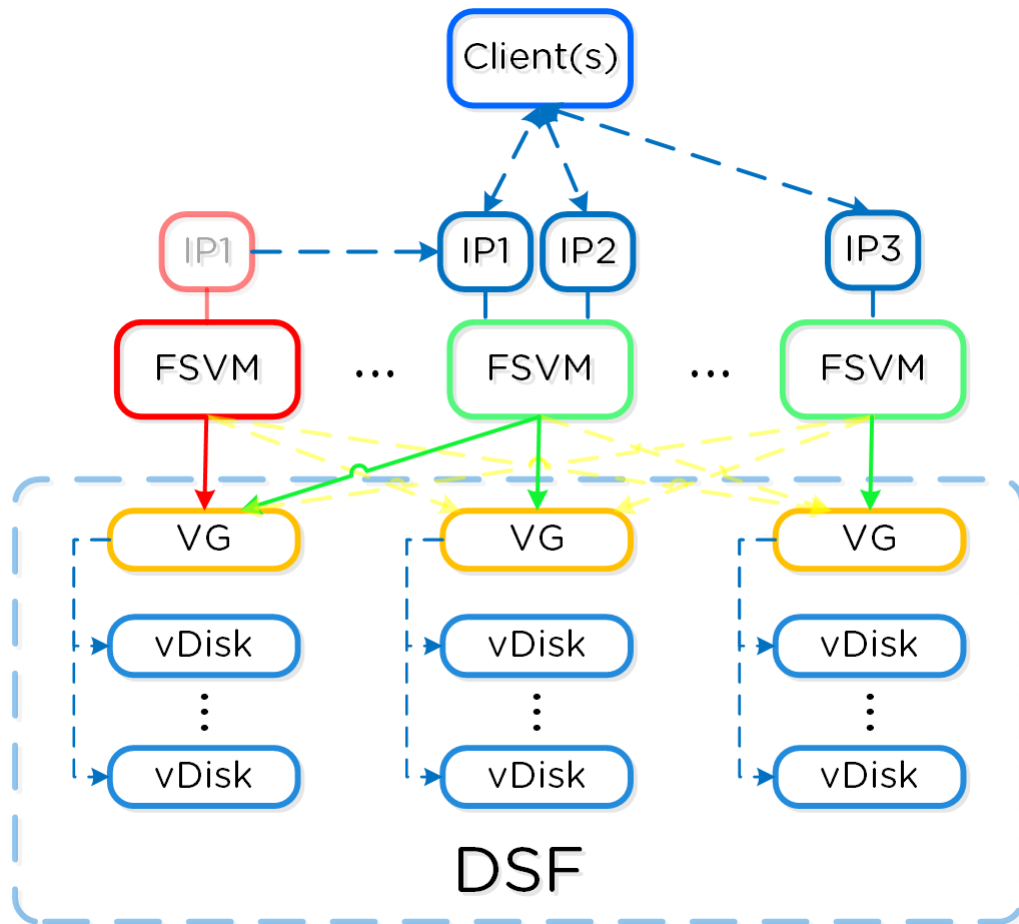 Client(s)
IP1 IP1 IP2 IP3
FSVM ... FSVM ... FSVM
VG VG VG
vDisk vDisk vDisk
vDisk vDisk vDisk
DSF